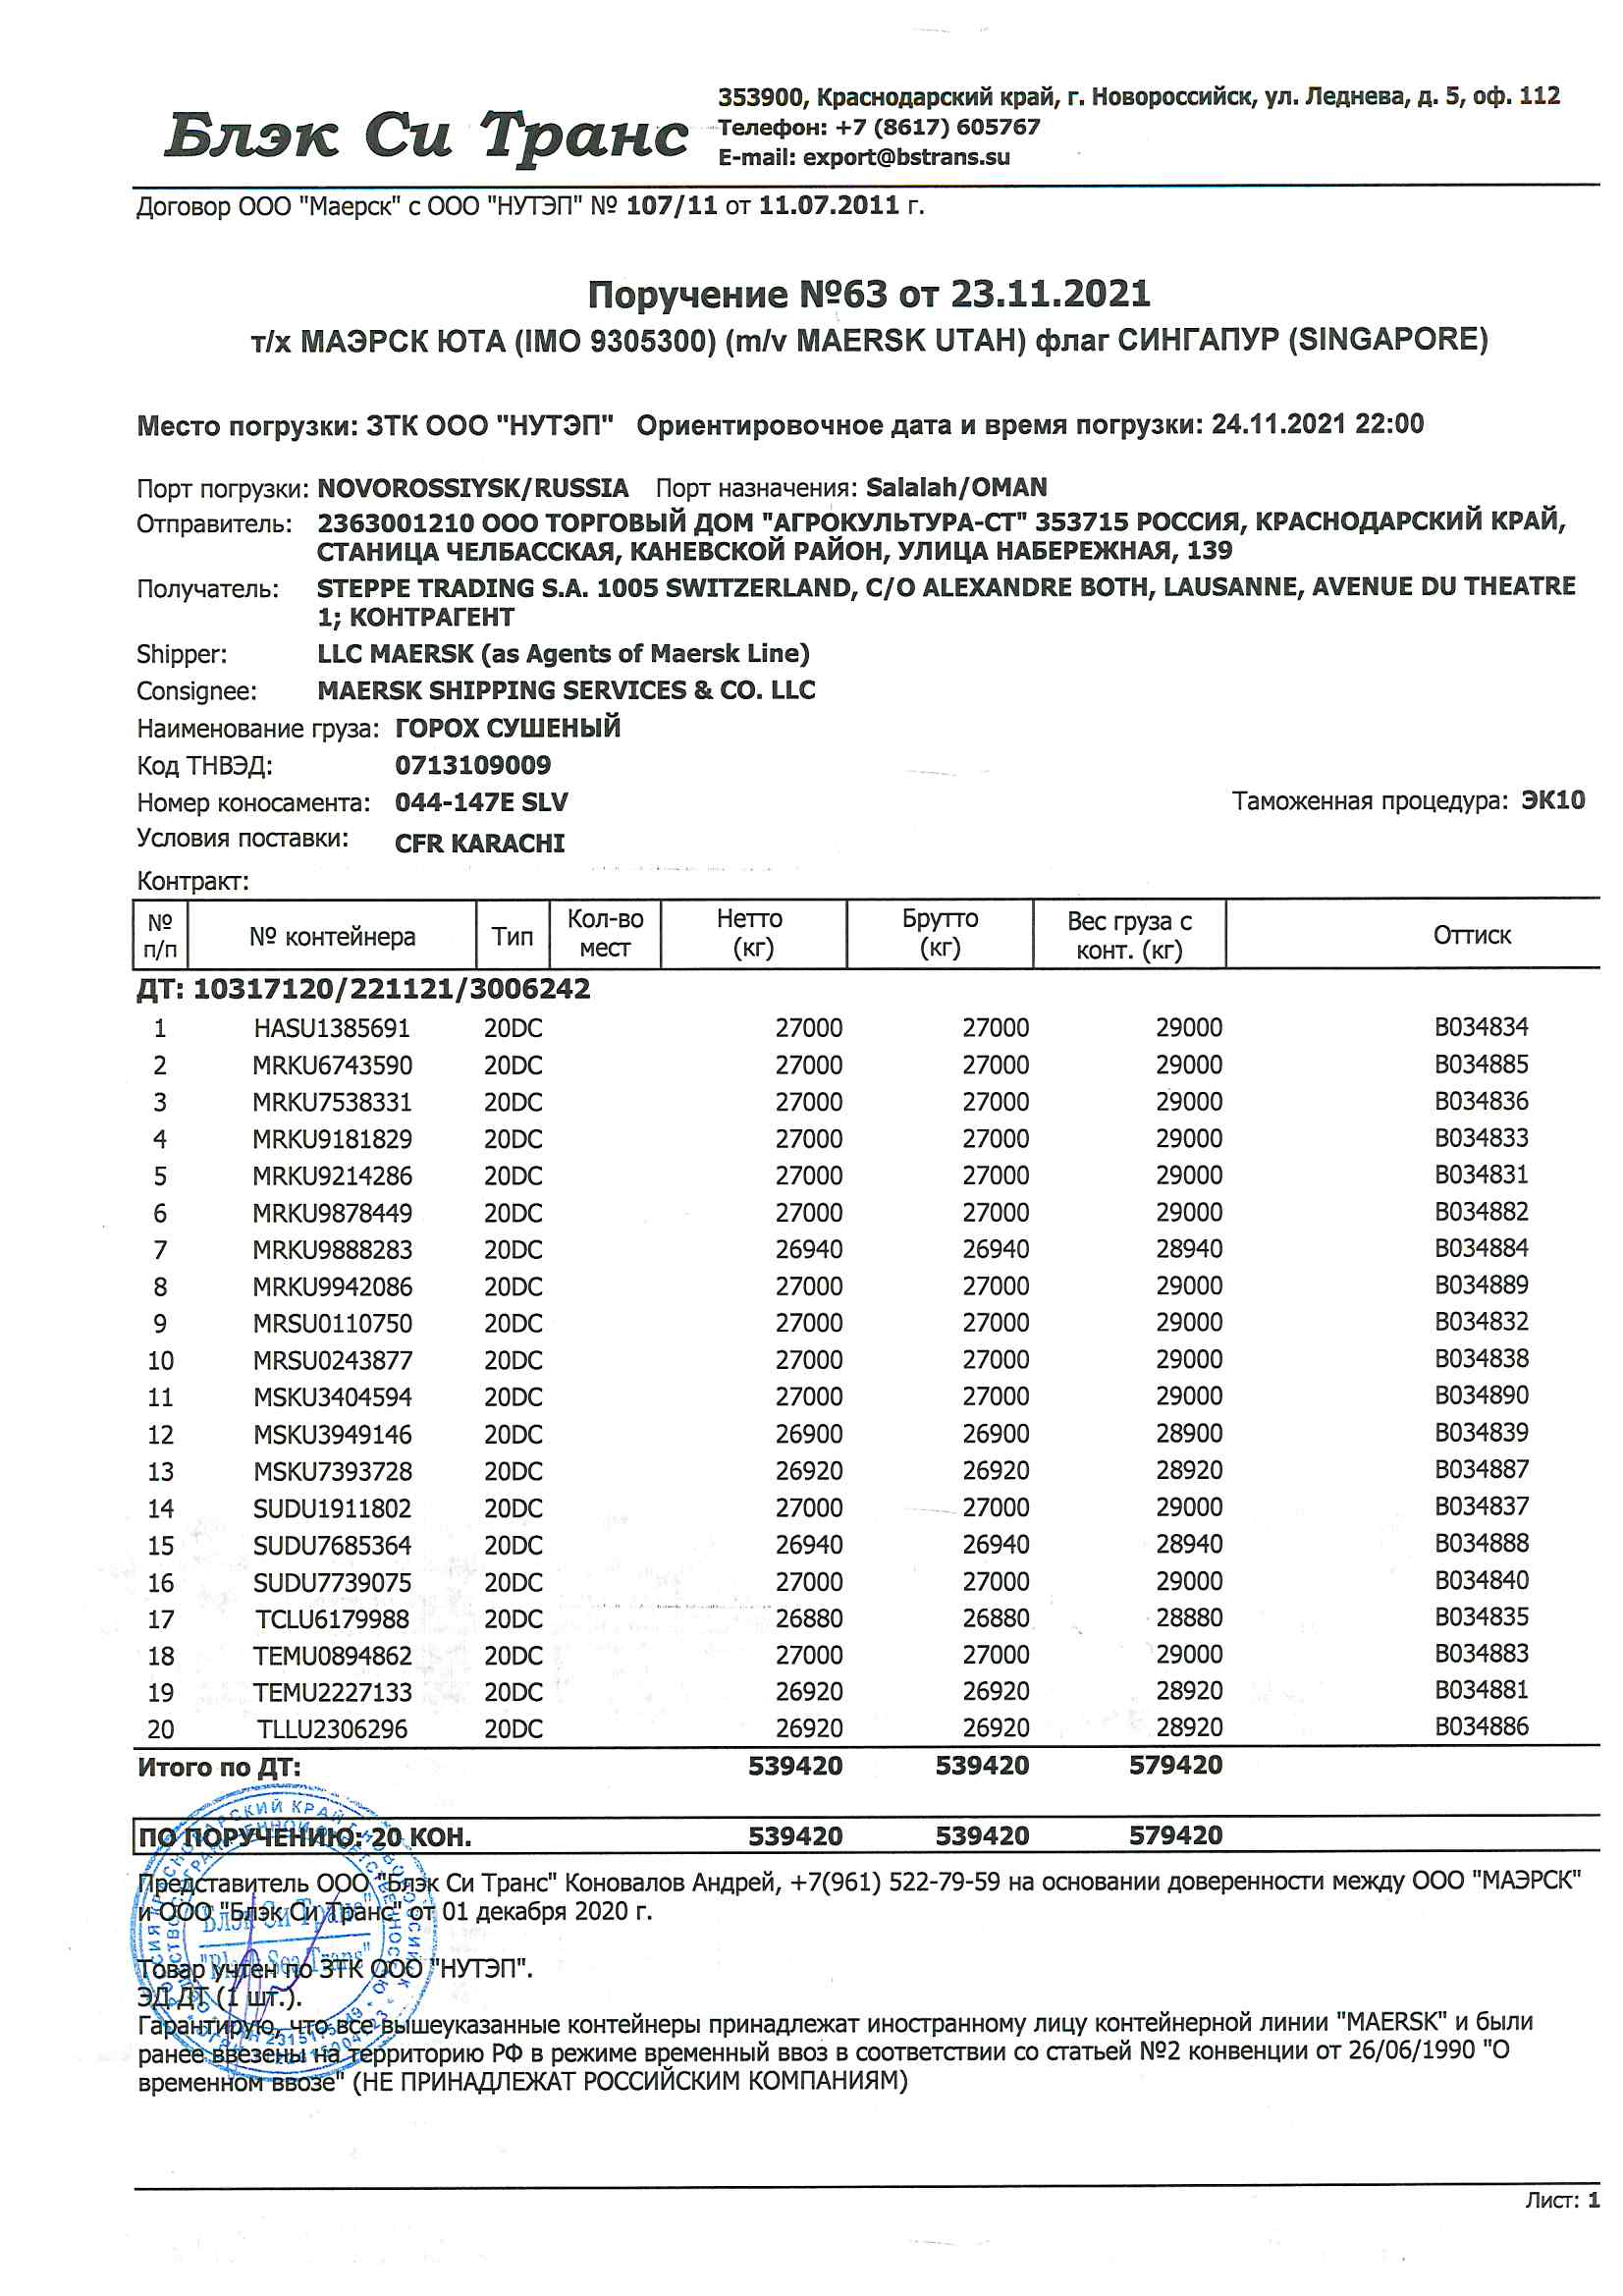 Блэк Си Транс
353900, Краснодарский край, г. Новороссийск, ул. Леднева, д. 5, оф. 112
Телефон: +7 (8617) 605767
E-mail: export@bstrans.su
Договор ООО "Маерск" с ООО "НУТЭП" № 107/11 от 11.07.2011 г.
Поручение №63 от 23.11.2021
т/х МАЭРСК ЮТА (IMO 9305300) (m/v MAERSK UTAH) флаг СИНГАПУР (SINGAPORE)
Место погрузки: ЗТК ООО "НУТЭП" Ориентировочное дата и время погрузки: 24.11.2021 22:00
Порт погрузки: NOVOROSSIYSK/RUSSIA Порт назначения: Salalah/OMAN
Отправитель: 2363001210 ООО ТОРГОВЫЙ ДОМ "АГРОКУЛЬТУРА-СТ" 353715 РОССИЯ, КРАСНОДАРСКИЙ КРАЙ,
СТАНИЦА ЧЕЛБАССКАЯ, КАНЕВСКОЙ РАЙОН, УЛИЦА НАБЕРЕЖНАЯ, 139
Получатель: STEPPE TRADING S.A. 1005 SWITZERLAND, C/O ALEXANDRE BOTH, LAUSANNE, AVENUE DU THEATRE
1; КОНТРАГЕНТ
Shipper: LLC MAERSK (as Agents of Maersk Line)
Consignee: MAERSK SHIPPING SERVICES & CO. LLC
Наименование груза: ГОРОХ СУШЕНЫЙ
Код ТНВЭД: 0713109009
Номер коносамента: 044-147E SLV Таможенная процедура: ЭК10
Условия поставки: CFR KARACHI
Контракт:
№ п/п № контейнера Тип Кол-во мест Нетто (кг) Брутто (кг) Вес груза с конт. (кг) Оттиск
ДТ: 10317120/221121/3006242
1 HASU1385691 20DC 27000 27000 29000 B034834
2 MRKU6743590 20DC 27000 27000 29000 B034885
3 MRKU7538331 20DC 27000 27000 29000 B034836
4 MRKU9181829 20DC 27000 27000 29000 B034833
5 MRKU9214286 20DC 27000 27000 29000 B034831
6 MRKU9878449 20DC 27000 27000 29000 B034882
7 MRKU9888283 20DC 26940 26940 28940 B034884
8 MRKU9942086 20DC 27000 27000 29000 B034889
9 MRSU0110750 20DC 27000 27000 29000 B034832
10 MRSU0243877 20DC 27000 27000 29000 B034838
11 MSKU3404594 20DC 27000 27000 29000 B034890
12 MSKU3949146 20DC 26900 26900 28900 B034839
13 MSKU7393728 20DC 26920 26920 28920 B034887
14 SUDU1911802 20DC 27000 27000 29000 B034837
15 SUDU7685364 20DC 26940 26940 28940 B034888
16 SUDU7739075 20DC 27000 27000 29000 B034840
17 TCLU6179988 20DC 26880 26880 28880 B034835
18 TEMU0894862 20DC 27000 27000 29000 B034883
19 TEMU2227133 20DC 26920 26920 28920 B034881
20 TLLU2306296 20DC 26920 26920 28920 B034886
Итого по ДТ: 539420 539420 579420
ПО ПОРУЧЕНИЮ: 20 КОН. 539420 539420 579420
Представитель ООО "Блэк Си Транс" Коновалов Андрей, +7(961) 522-79-59 на основании доверенности между ООО "МАЭРСК"
и ООО "Блэк Си Транс" от 01 декабря 2020 г.
"Блэк Си Транс"
"Black Sea Trans"
Товар учтен по ЗТК ООО "НУТЭП".
ЭД ДТ (1 шт.).
Гарантирую, что все вышеуказанные контейнеры принадлежат иностранному лицу контейнерной линии "MAERSK" и были
ранее ввезены на территорию РФ в режиме временный ввоз в соответствии со статьей №2 конвенции от 26/06/1990 "О
временном ввозе" (НЕ ПРИНАДЛЕЖАТ РОССИЙСКИМ КОМПАНИЯМ)
Лист: 1